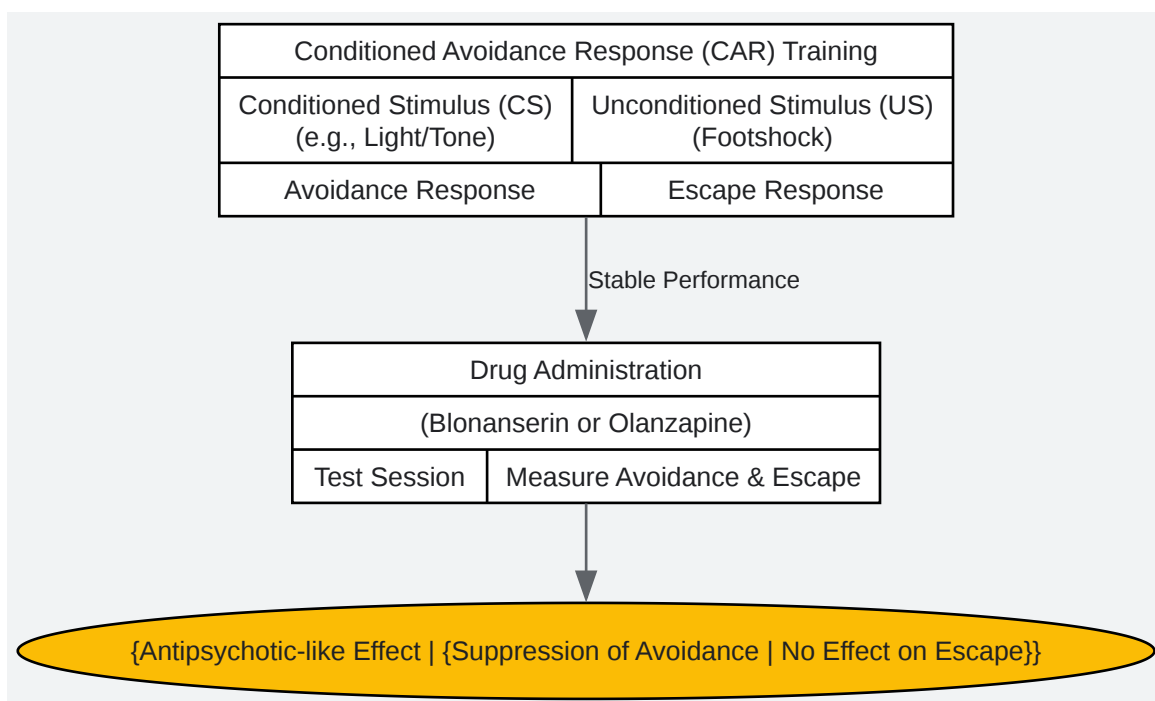 Conditioned Avoidance Response (CAR) Training
Conditioned Stimulus (CS)
(e.g., Light/Tone)
Unconditioned Stimulus (US)
(Footshock)
Avoidance Response
Escape Response
Stable Performance
Drug Administration
(Blonanserin or Olanzapine)
Test Session
Measure Avoidance & Escape
{Antipsychotic-like Effect | {Suppression of Avoidance | No Effect on Escape}}